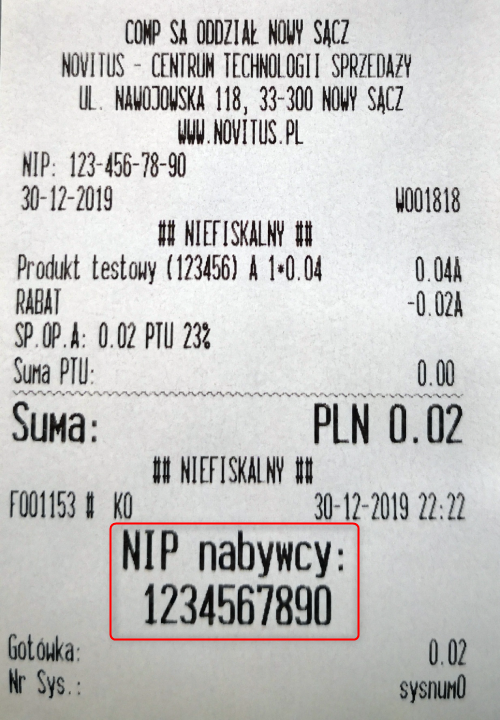 COMP SA ODDZIAŁ NOWY SĄCZ
NOVITUS - CENTRUM TECHNOLOGII SPRZEDAŻY
UL. NAWOJOWSKA 118, 33-300 NOWY SĄCZ
WWW.NOVITUS.PL
NIP: 123-456-78-90
30-12-2019 W001818
## NIEFISKALNY ##
Produkt testowy (123456) A 1*0.04 0.04A
RABAT -0.02A
SP.OP.A: 0.02 PTU 23%
Suma PTU: 0.00
Suma: PLN 0.02
## NIEFISKALNY ##
F001153 # K0 30-12-2019 22:22
NIP nabywcy:
1234567890
Gotówka: 0.02
Nr Sys.: sysnum0